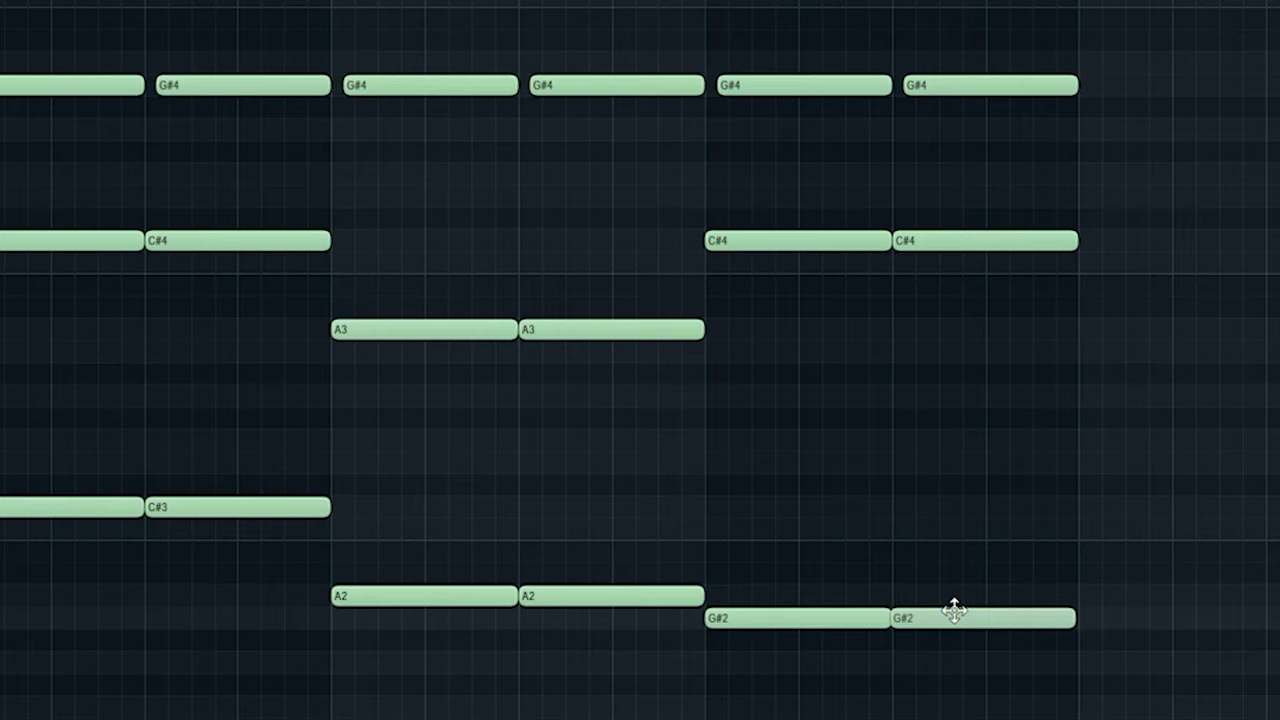 G#4 G#4 G#4 G#4 G#4
C#4 C#4 C#4
A3 A3
C#3
A2 A2
G#2 G#2